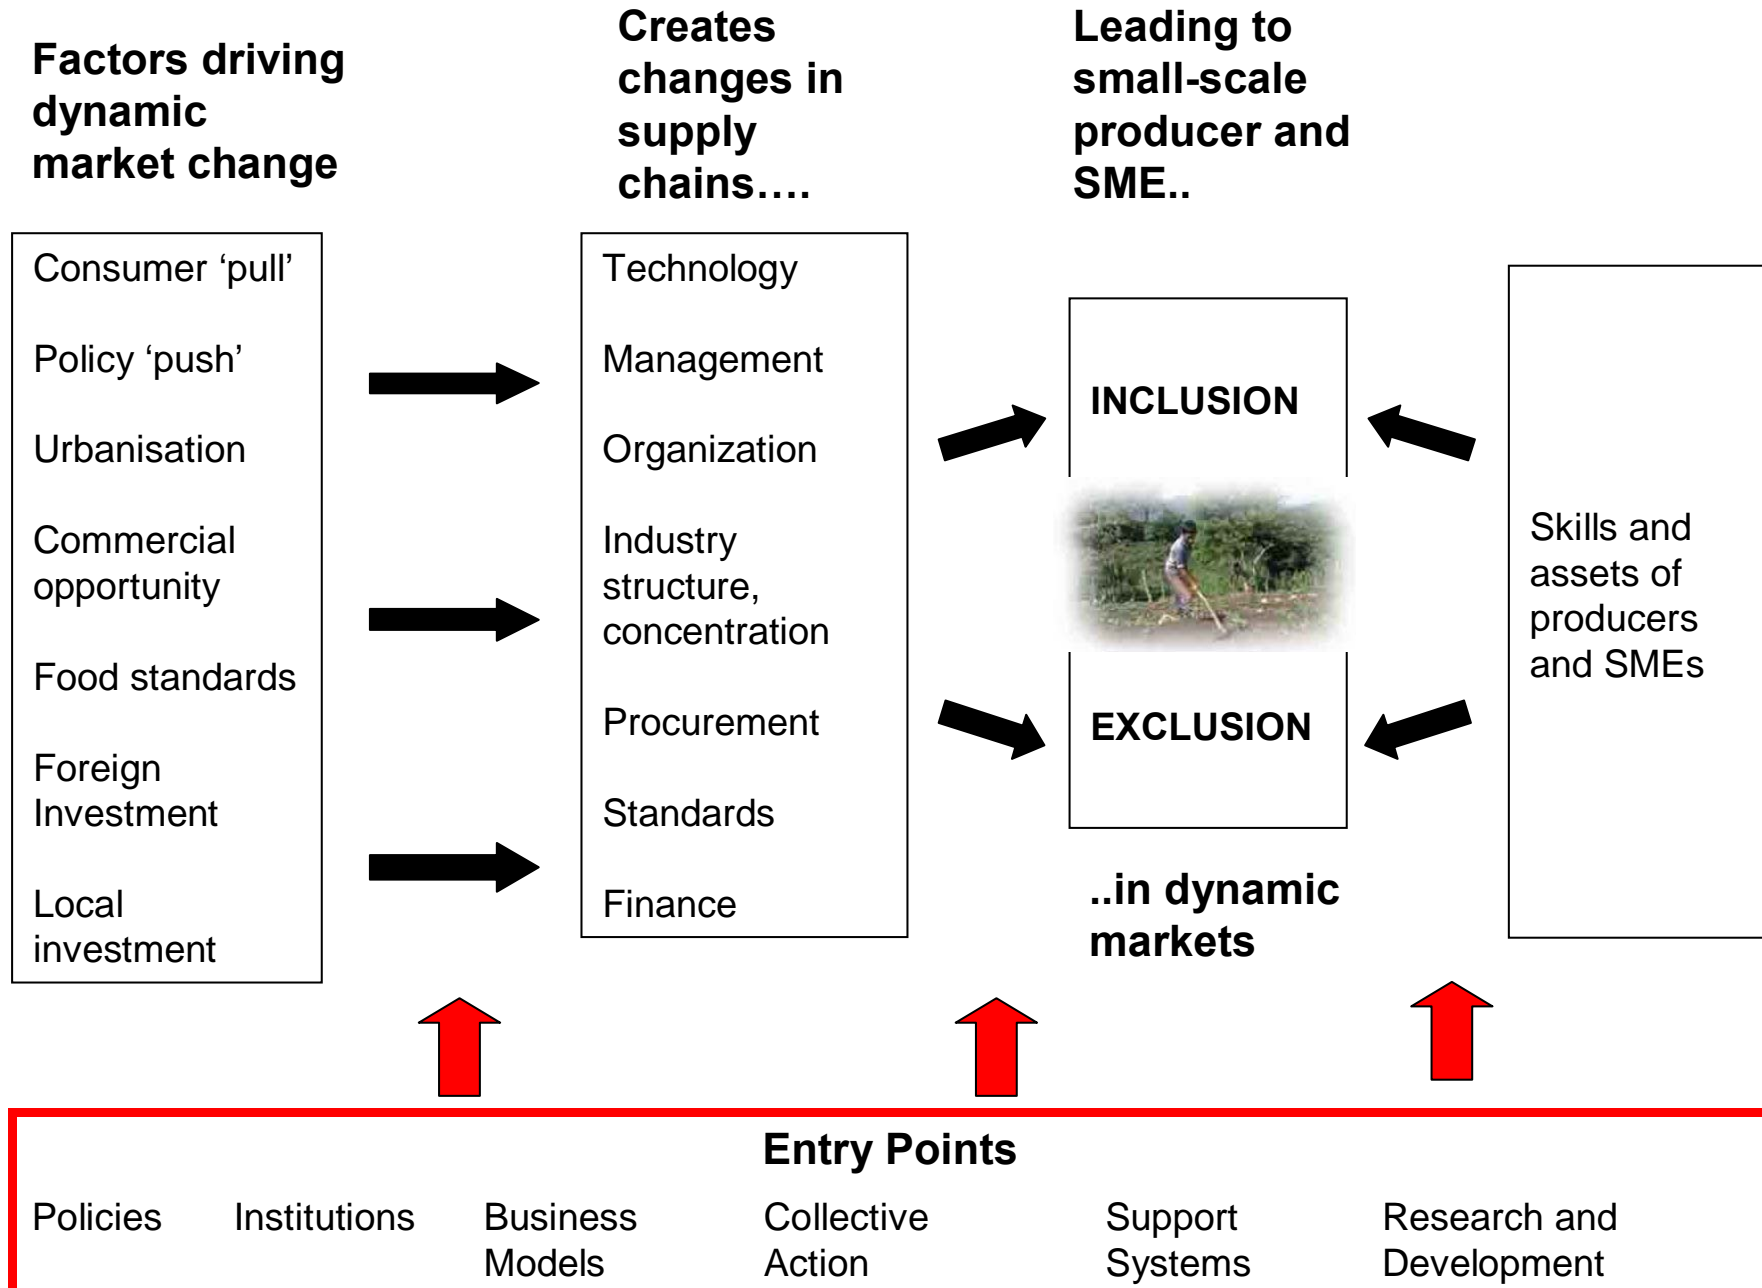 Factors driving
dynamic
market change
Creates
changes in
supply
chains….
Leading to
small-scale
producer and
SME..
Consumer ‘pull’
Policy ‘push’
Urbanisation
Commercial
opportunity
Food standards
Foreign
Investment
Local
investment
Technology
Management
Organization
Industry
structure,
concentration
Procurement
Standards
Finance
INCLUSION
EXCLUSION
..in dynamic
markets
Skills and
assets of
producers
and SMEs
Entry Points
Policies
Institutions
Business
Models
Collective
Action
Support
Systems
Research and
Development